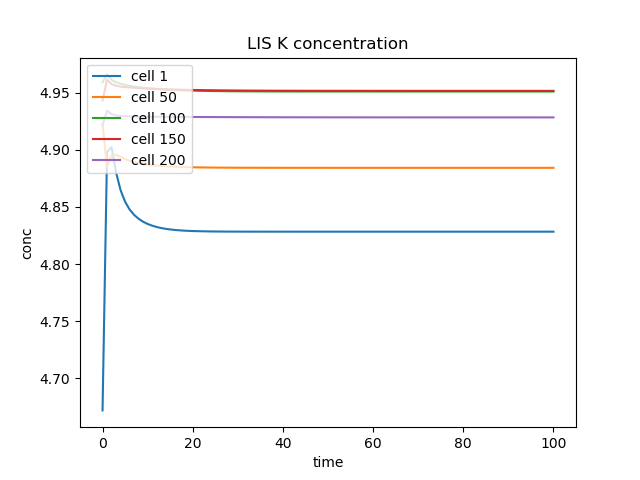 LIS K concentration
cell 1
cell 50
cell 100
cell 150
cell 200
4.95
4.90
4.85
4.80
4.75
4.70
conc
0
20
40
60
80
100
time